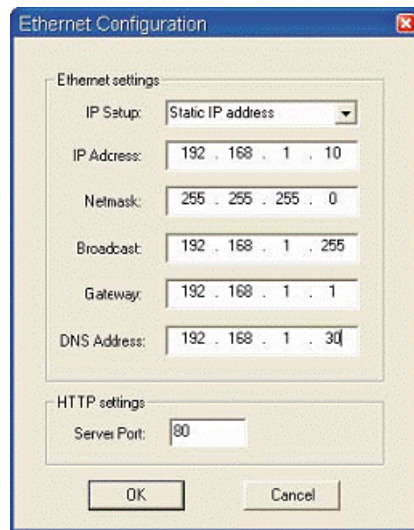 Ethernet Configuration
Ethernet settings
IP Setup: Static IP address
IP Address: 192 . 168 . 1 . 10
Netmask: 255 . 255 . 255 . 0
Broadcast: 192 . 168 . 1 . 255
Gateway: 192 . 168 . 1 . 1
DNS Address: 192 . 168 . 1 . 30
HTTP settings
Server Port: 80
OK Cancel